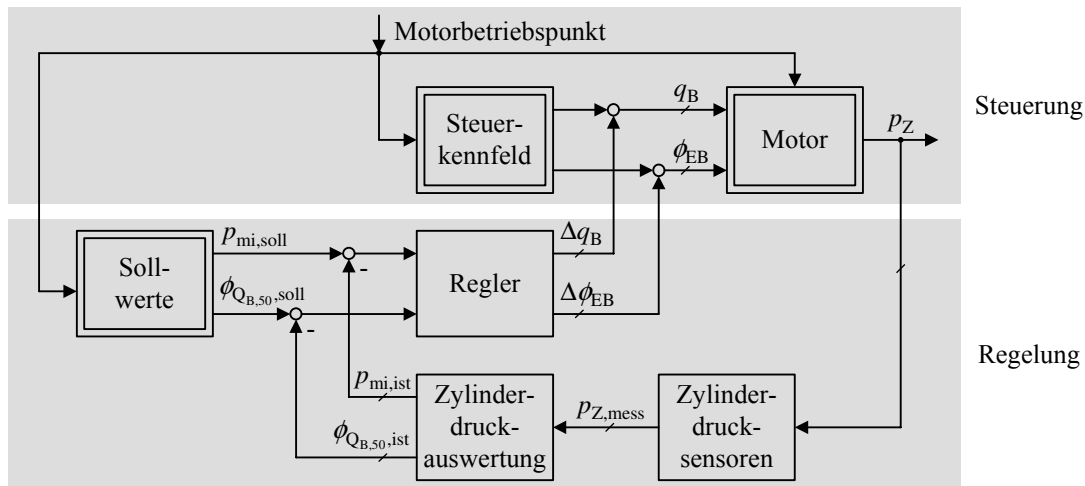 Motorbetriebspunkt
Steuer-
kennfeld
q_B
ϕ_EB
Motor
p_Z
Steuerung
Soll-
werte
p_mi,soll
ϕ_Q_B,50,soll
-
-
Regler
Δq_B
Δϕ_EB
Regelung
p_mi,ist
ϕ_Q_B,50,ist
Zylinder-
druck-
auswertung
p_Z,mess
Zylinder-
druck-
sensoren